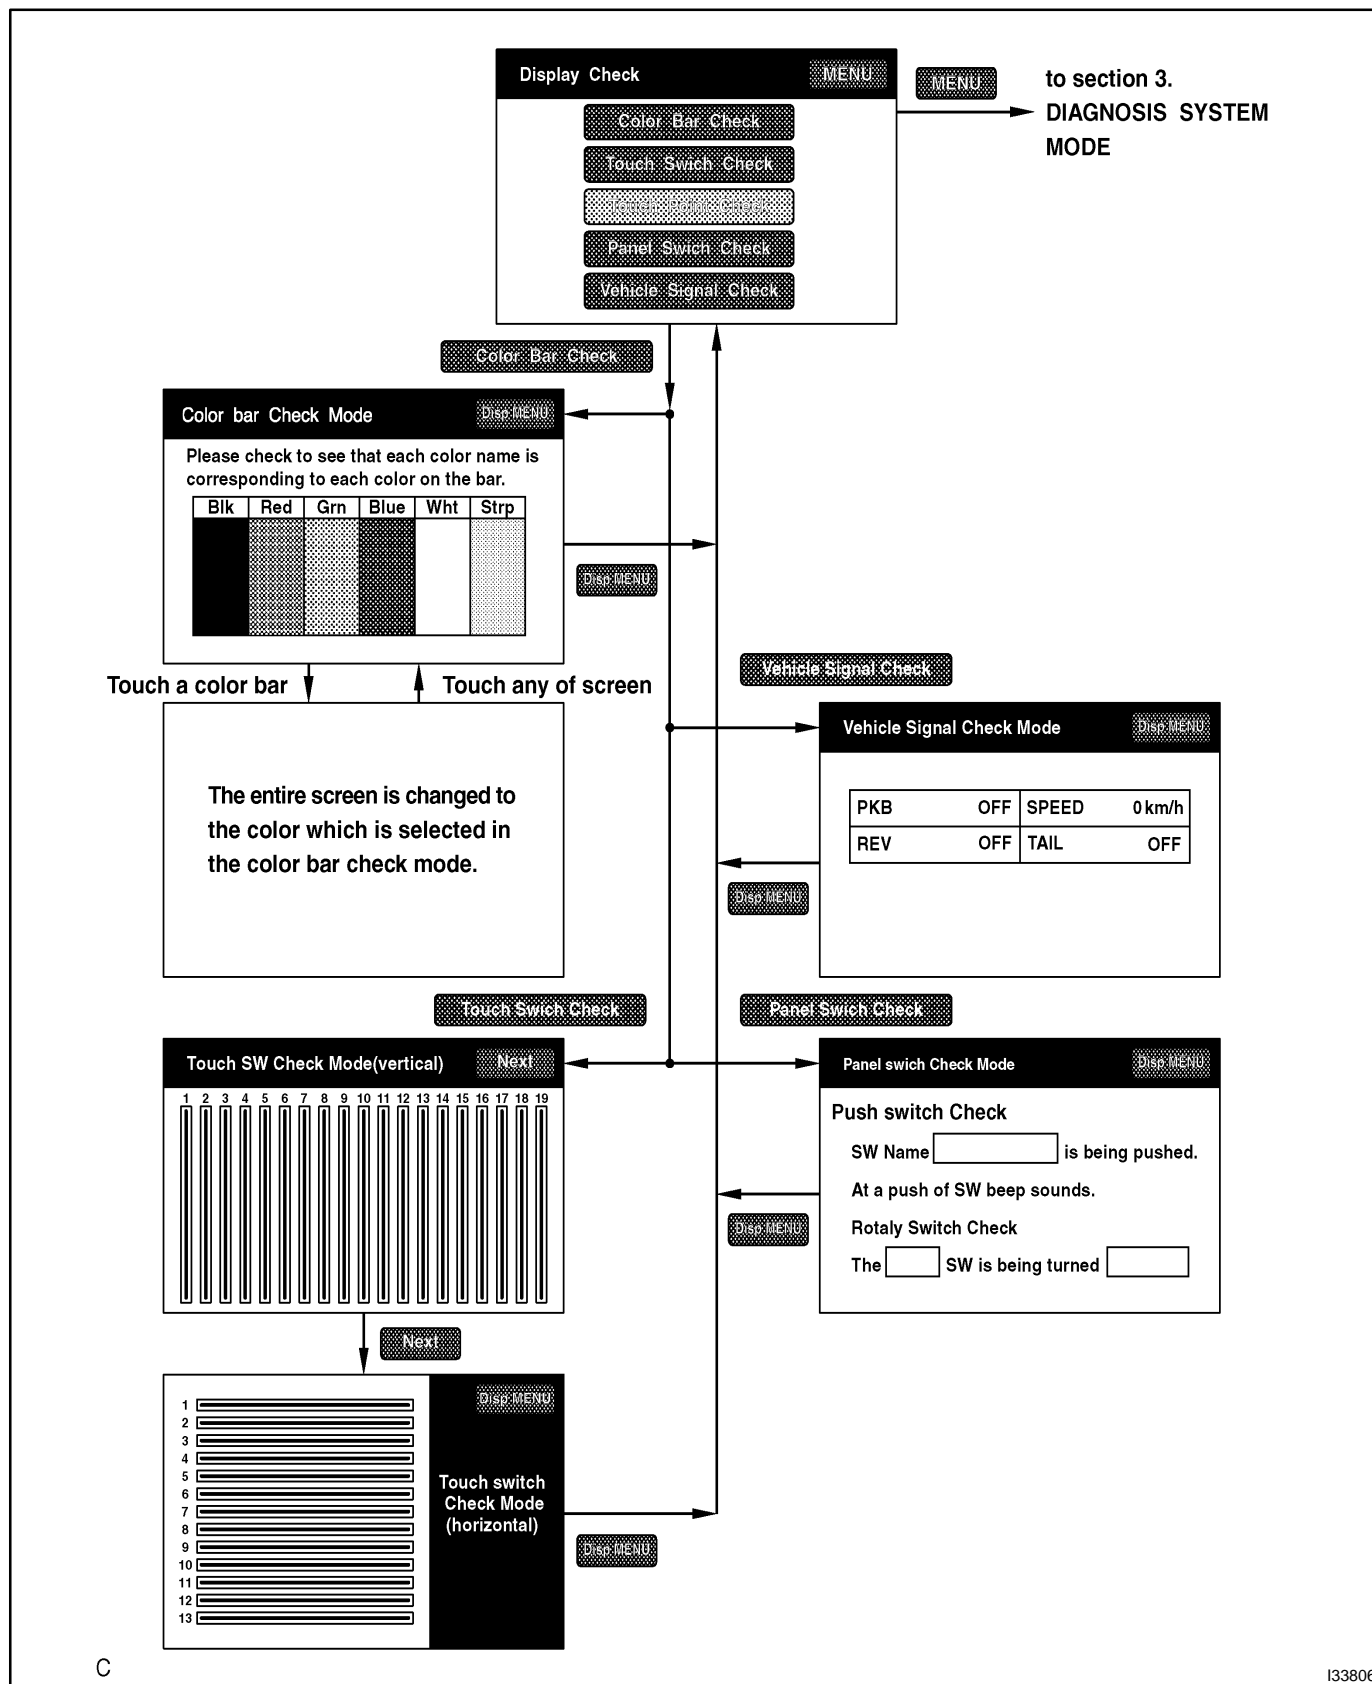 Display Check
MENU
MENU
to section 3.
DIAGNOSIS SYSTEM
MODE
Color Bar Check
Touch Swich Check
Touch Point Check
Panel Swich Check
Vehicle Signal Check
Color Bar Check
Color bar Check Mode
Disp MENU
Please check to see that each color name is
corresponding to each color on the bar.
Blk Red Grn Blue Wht Strp
Disp MENU
Touch a color bar
Touch any of screen
The entire screen is changed to
the color which is selected in
the color bar check mode.
Vehicle Signal Check
Vehicle Signal Check Mode
Disp MENU
PKB OFF SPEED 0 km/h
REV OFF TAIL OFF
Disp MENU
Touch Swich Check
Panel Swich Check
Touch SW Check Mode(vertical)
Next
1 2 3 4 5 6 7 8 9 10 11 12 13 14 15 16 17 18 19
Panel swich Check Mode
Disp MENU
Push switch Check
SW Name is being pushed.
At a push of SW beep sounds.
Rotaly Switch Check
The SW is being turned
Disp MENU
Next
1
2
3
4
5
6
7
8
9
10
11
12
13
Disp MENU
Touch switch
Check Mode
(horizontal)
Disp MENU
C
I33806